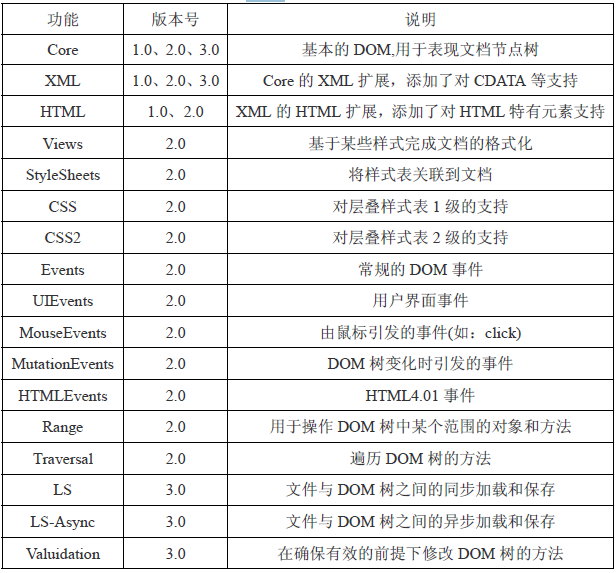 功能 版本号 说明
Core 1.0、2.0、3.0 基本的 DOM,用于表现文档节点树
XML 1.0、2.0、3.0 Core 的 XML 扩展，添加了对 CDATA 等支持
HTML 1.0、2.0 XML 的 HTML 扩展，添加了对 HTML 特有元素支持
Views 2.0 基于某些样式完成文档的格式化
StyleSheets 2.0 将样式表关联到文档
CSS 2.0 对层叠样式表 1 级的支持
CSS2 2.0 对层叠样式表 2 级的支持
Events 2.0 常规的 DOM 事件
UIEvents 2.0 用户界面事件
MouseEvents 2.0 由鼠标引发的事件(如：click)
MutationEvents 2.0 DOM 树变化时引发的事件
HTMLEvents 2.0 HTML4.01 事件
Range 2.0 用于操作 DOM 树中某个范围的对象和方法
Traversal 2.0 遍历 DOM 树的方法
LS 3.0 文件与 DOM 树之间的同步加载和保存
LS-Async 3.0 文件与 DOM 树之间的异步加载和保存
Valuidation 3.0 在确保有效的前提下修改 DOM 树的方法